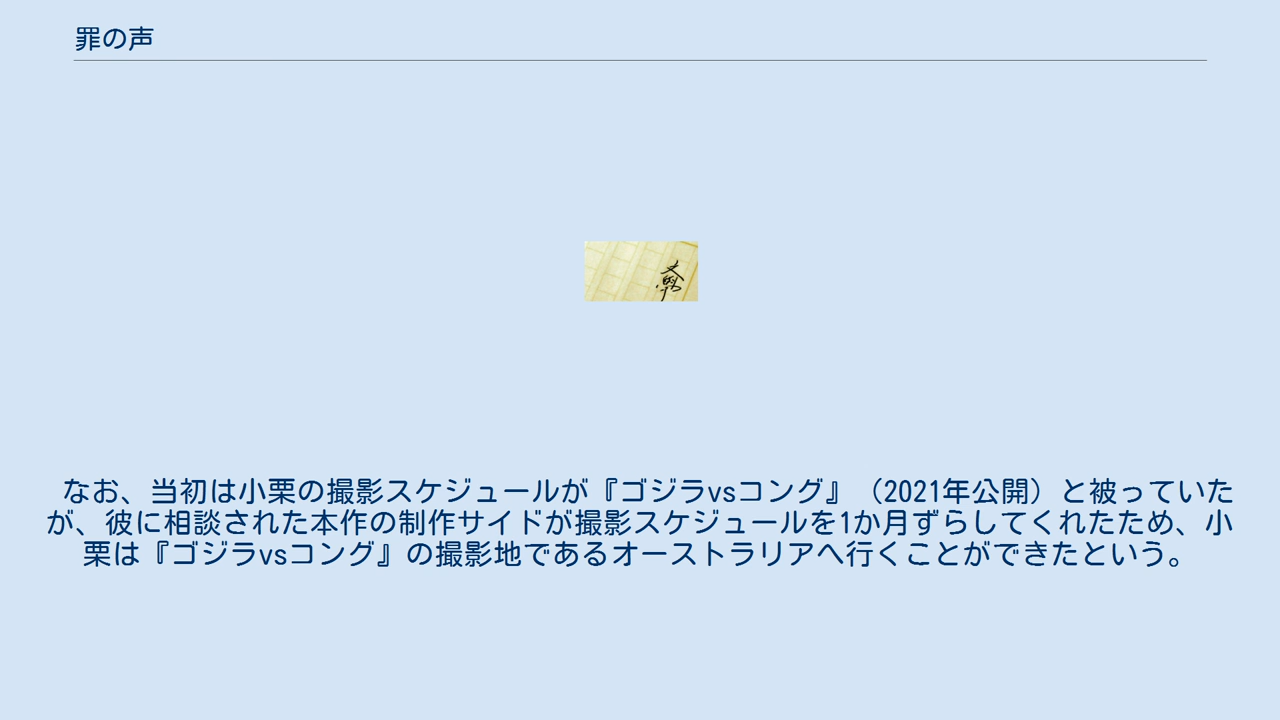 罪の声
なお、当初は小栗の撮影スケジュールが『ゴジラvsコング』（2021年公開）と被っていた
が、彼に相談された本作の制作サイドが撮影スケジュールを1か月ずらしてくれたため、小
栗は『ゴジラvsコング』の撮影地であるオーストラリアへ行くことができたという。